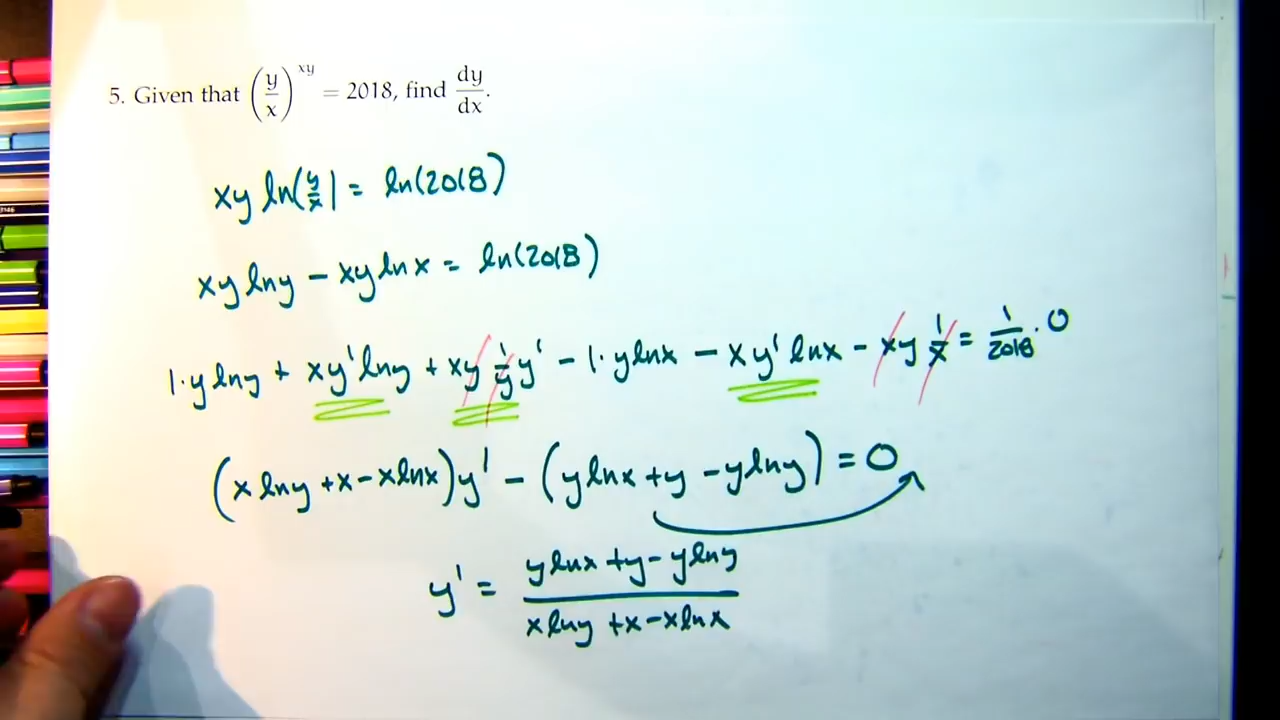 5. Given that (y/x)^xy = 2018, find dy/dx.
xy ln(y/x) = ln(2018)
xy lny - xy lnx = ln(2018)
1·y lny + xy' lny + xy 1/y y' - 1·y lnx - xy' lnx - xy 1/x = 1/2018 · 0
(x lny + x - x lnx)y' - (y lnx + y - y lny) = 0
y' = (y lnx + y - y lny)/(x lny + x - x lnx)